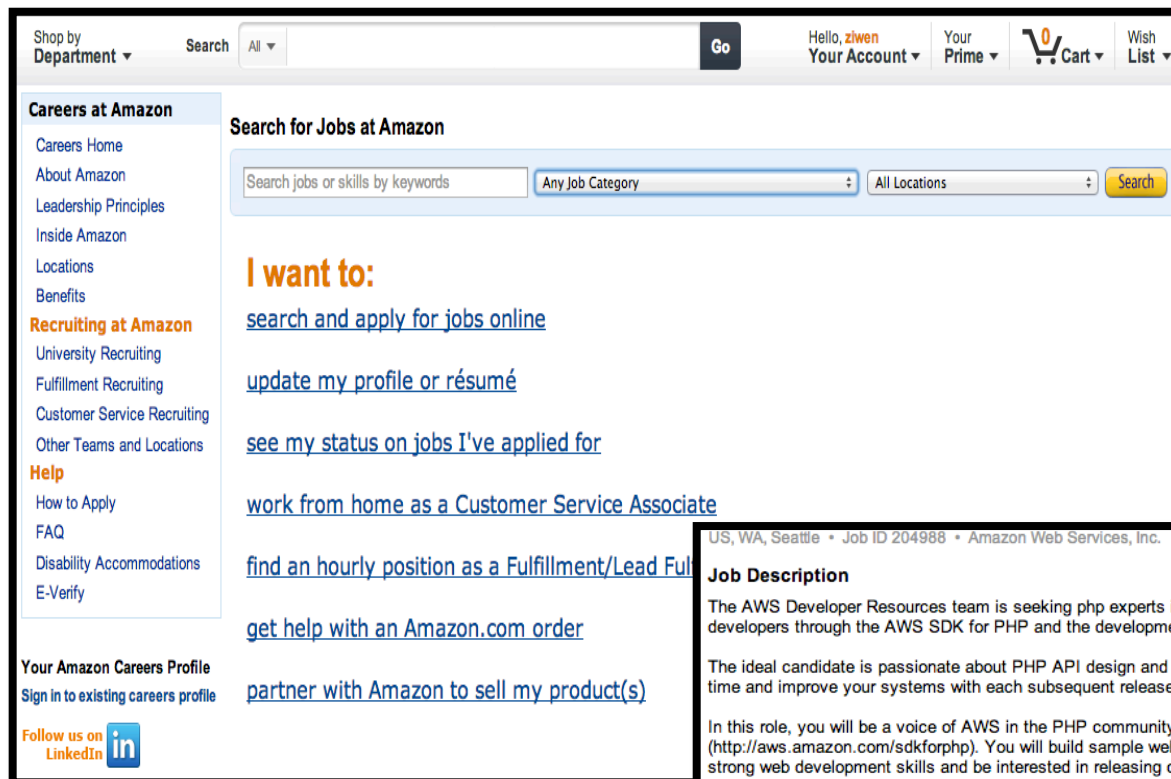 Shop by
Department
Search
All
Go
Hello, ziwen
Your Account
Your
Prime
0
Cart
Wish
List
Careers at Amazon
Careers Home
About Amazon
Leadership Principles
Inside Amazon
Locations
Benefits
Recruiting at Amazon
University Recruiting
Fulfillment Recruiting
Customer Service Recruiting
Other Teams and Locations
Help
How to Apply
FAQ
Disability Accommodations
E-Verify
Your Amazon Careers Profile
Sign in to existing careers profile
Follow us on
LinkedIn in
Search for Jobs at Amazon
Search jobs or skills by keywords
Any Job Category
All Locations
Search
I want to:
search and apply for jobs online
update my profile or résumé
see my status on jobs I've applied for
work from home as a Customer Service Associate
find an hourly position as a Fulfillment/Lead Ful
get help with an Amazon.com order
partner with Amazon to sell my product(s)
US, WA, Seattle • Job ID 204988 • Amazon Web Services, Inc.
Job Description
The AWS Developer Resources team is seeking php experts
developers through the AWS SDK for PHP and the developme
The ideal candidate is passionate about PHP API design and
time and improve your systems with each subsequent release
In this role, you will be a voice of AWS in the PHP community
(http://aws.amazon.com/sdkforphp). You will build sample we
strong web development skills and be interested in releasing